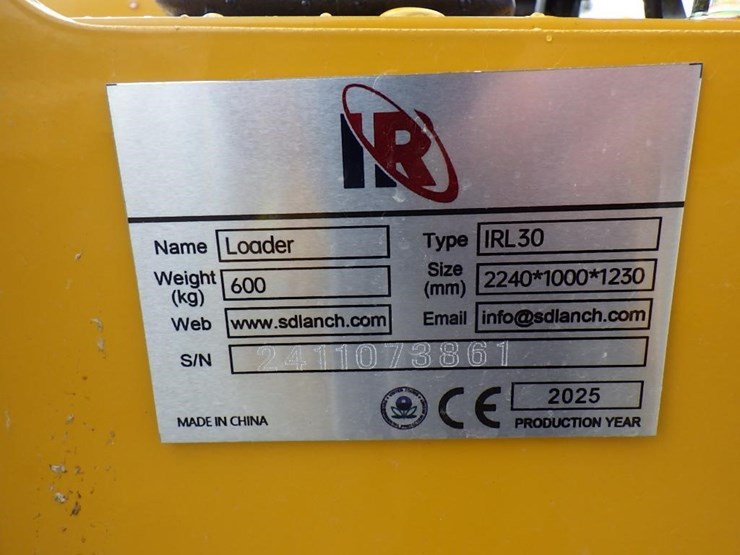 IR
Name Loader Type IRL30
Weight (kg) 600 Size (mm) 2240*1000*1230
Web www.sdlanch.com Email info@sdlanch.com
S/N 2411073861
CE 2025
MADE IN CHINA PRODUCTION YEAR